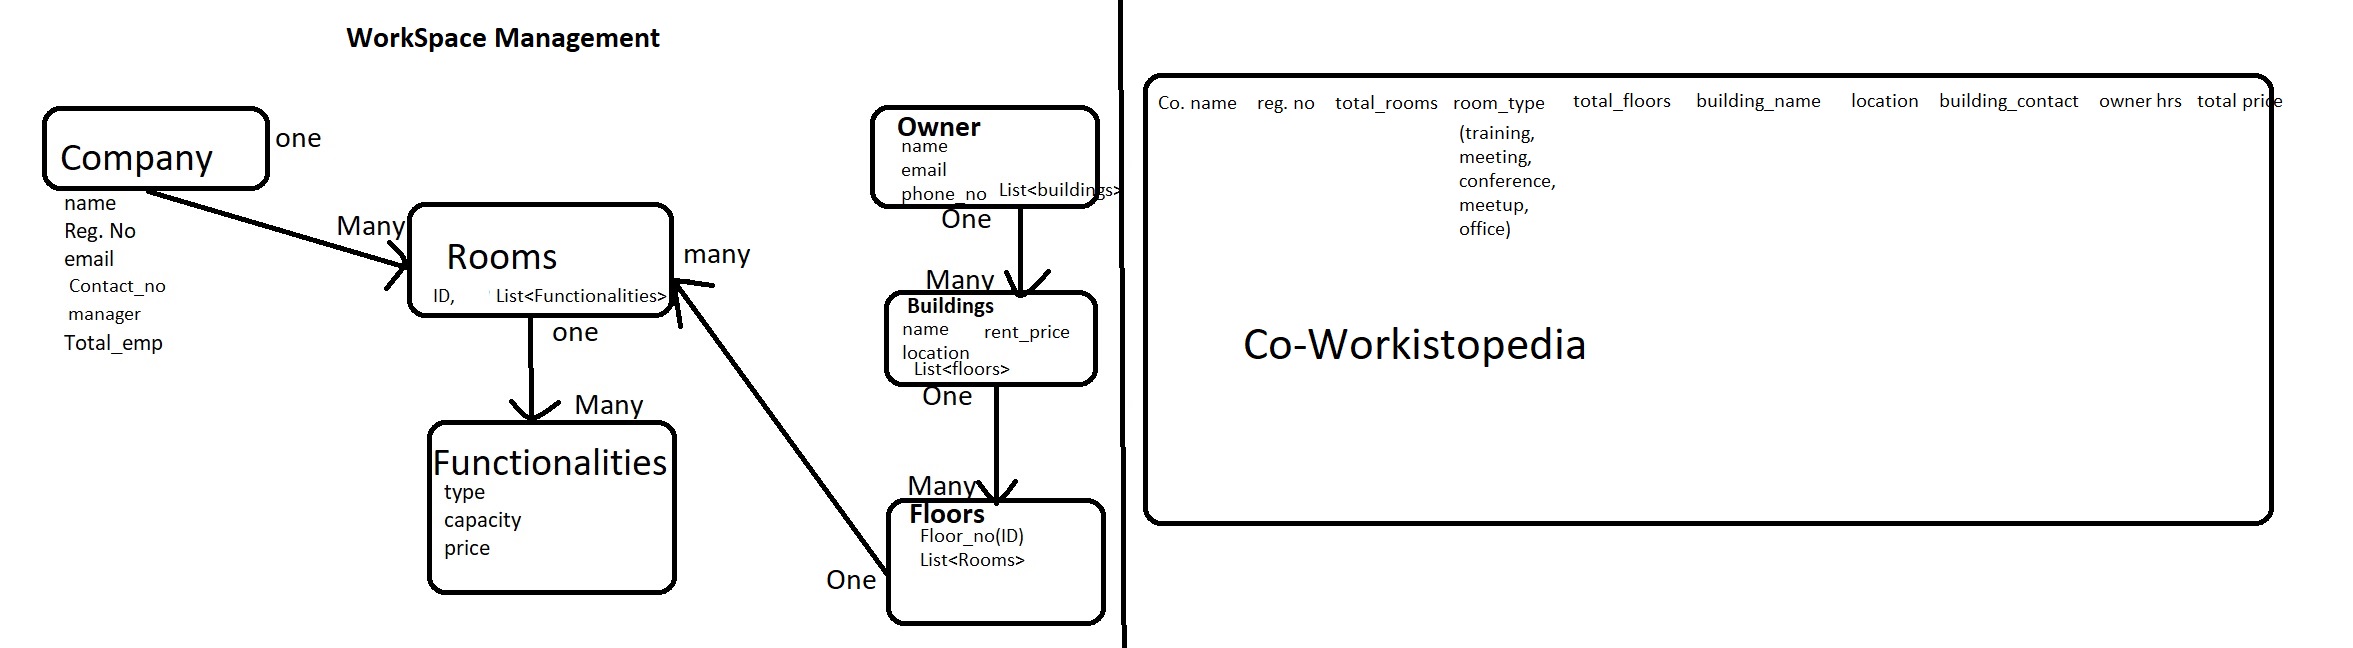 WorkSpace Management
Company
one
name
Reg. No
email
Contact_no
manager
Total_emp
Many
Rooms
ID, List<Functionalities>
many
one
Many
Functionalities
type
capacity
price
Owner
name
email
phone_no List<buildings>
One
Many
Buildings
name rent_price
location
List<floors>
One
Many
Floors
Floor_no(ID)
List<Rooms>
One
Co. name reg. no total_rooms room_type total_floors building_name location building_contact owner hrs total price
(training,
meeting,
conference,
meetup,
office)
Co-Workistopedia